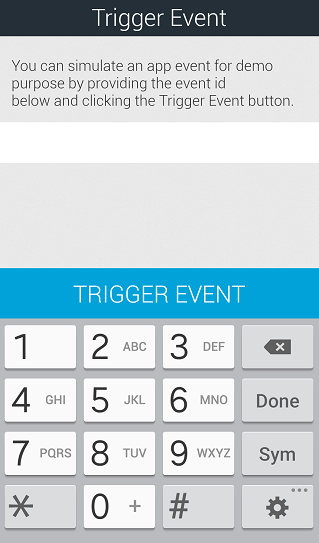 Trigger Event
You can simulate an app event for demo
purpose by providing the event id
below and clicking the Trigger Event button.
TRIGGER EVENT
1 2 ABC 3 DEF
4 GHI 5 JKL 6 MNO Done
7 PQRS 8 TUV 9 WXYZ Sym
* 0 + #